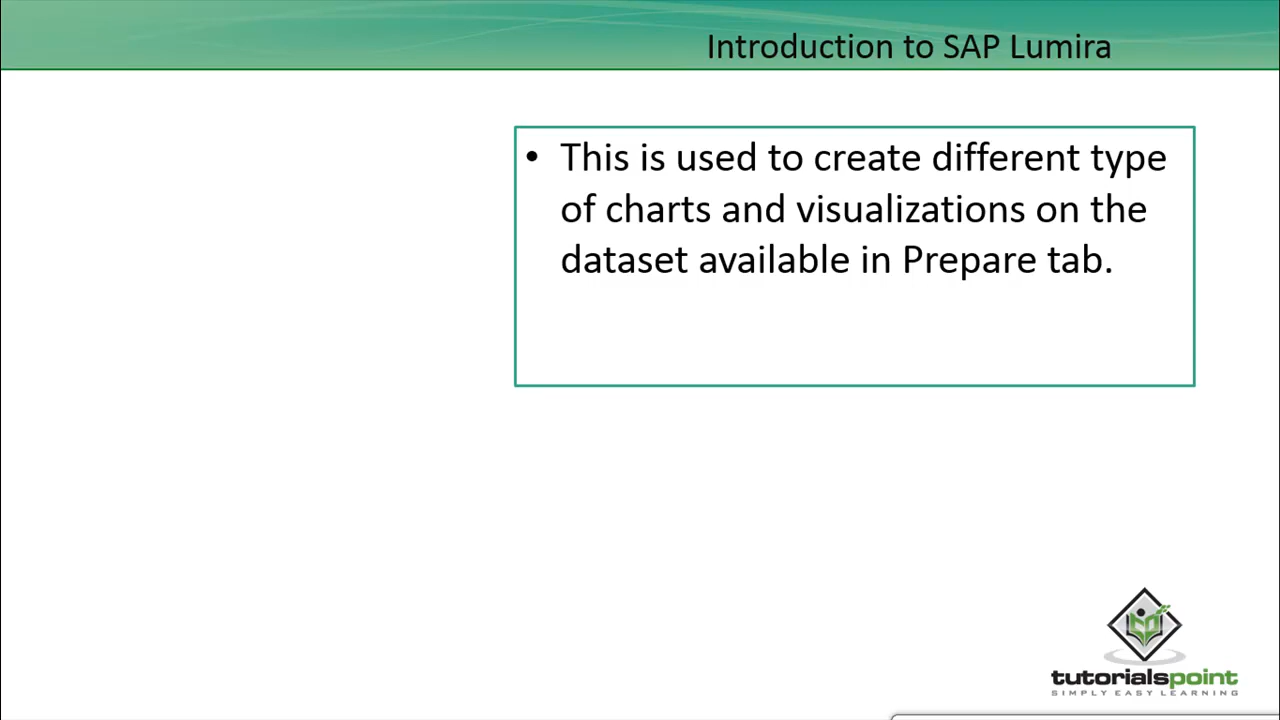 Introduction to SAP Lumira
• This is used to create different type
of charts and visualizations on the
dataset available in Prepare tab.
tutorialspoint
SIMPLY EASY LEARNING